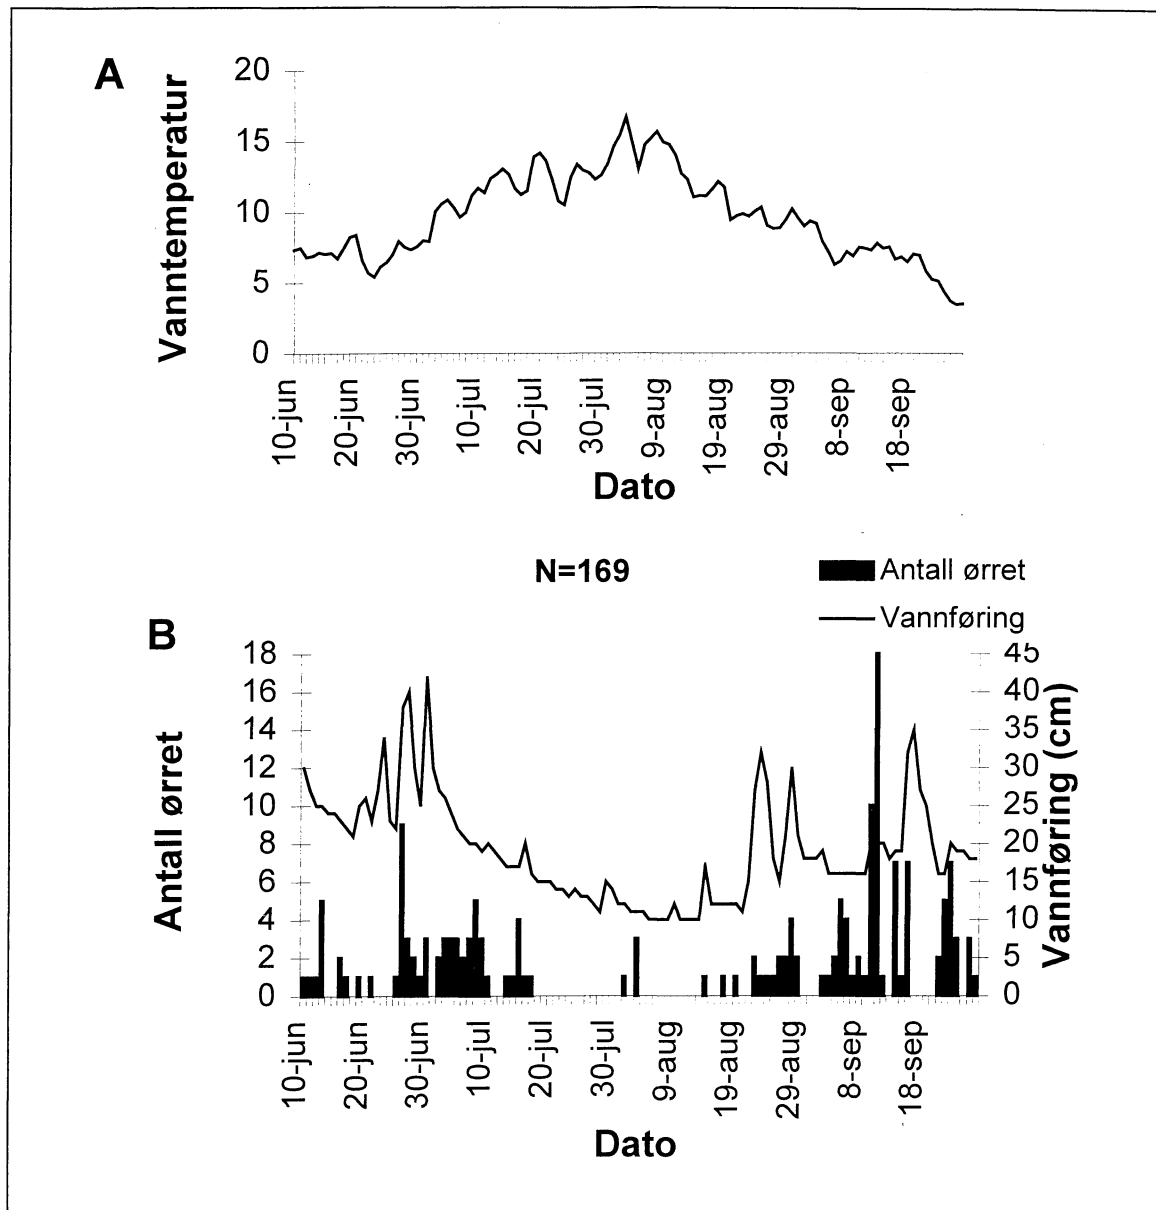 A
Vanntemperatur
20
15
10
5
0
10-jun 20-jun 30-jun 10-jul 20-jul 30-jul 9-aug 19-aug 29-aug 8-sep 18-sep
Dato
N=169
Antall ørret
Vannføring
B
Antall ørret
18
16
14
12
10
8
6
4
2
0
45
40
35
30
25
20
15
10
5
0
Vannføring (cm)
10-jun 20-jun 30-jun 10-jul 20-jul 30-jul 9-aug 19-aug 29-aug 8-sep 18-sep
Dato